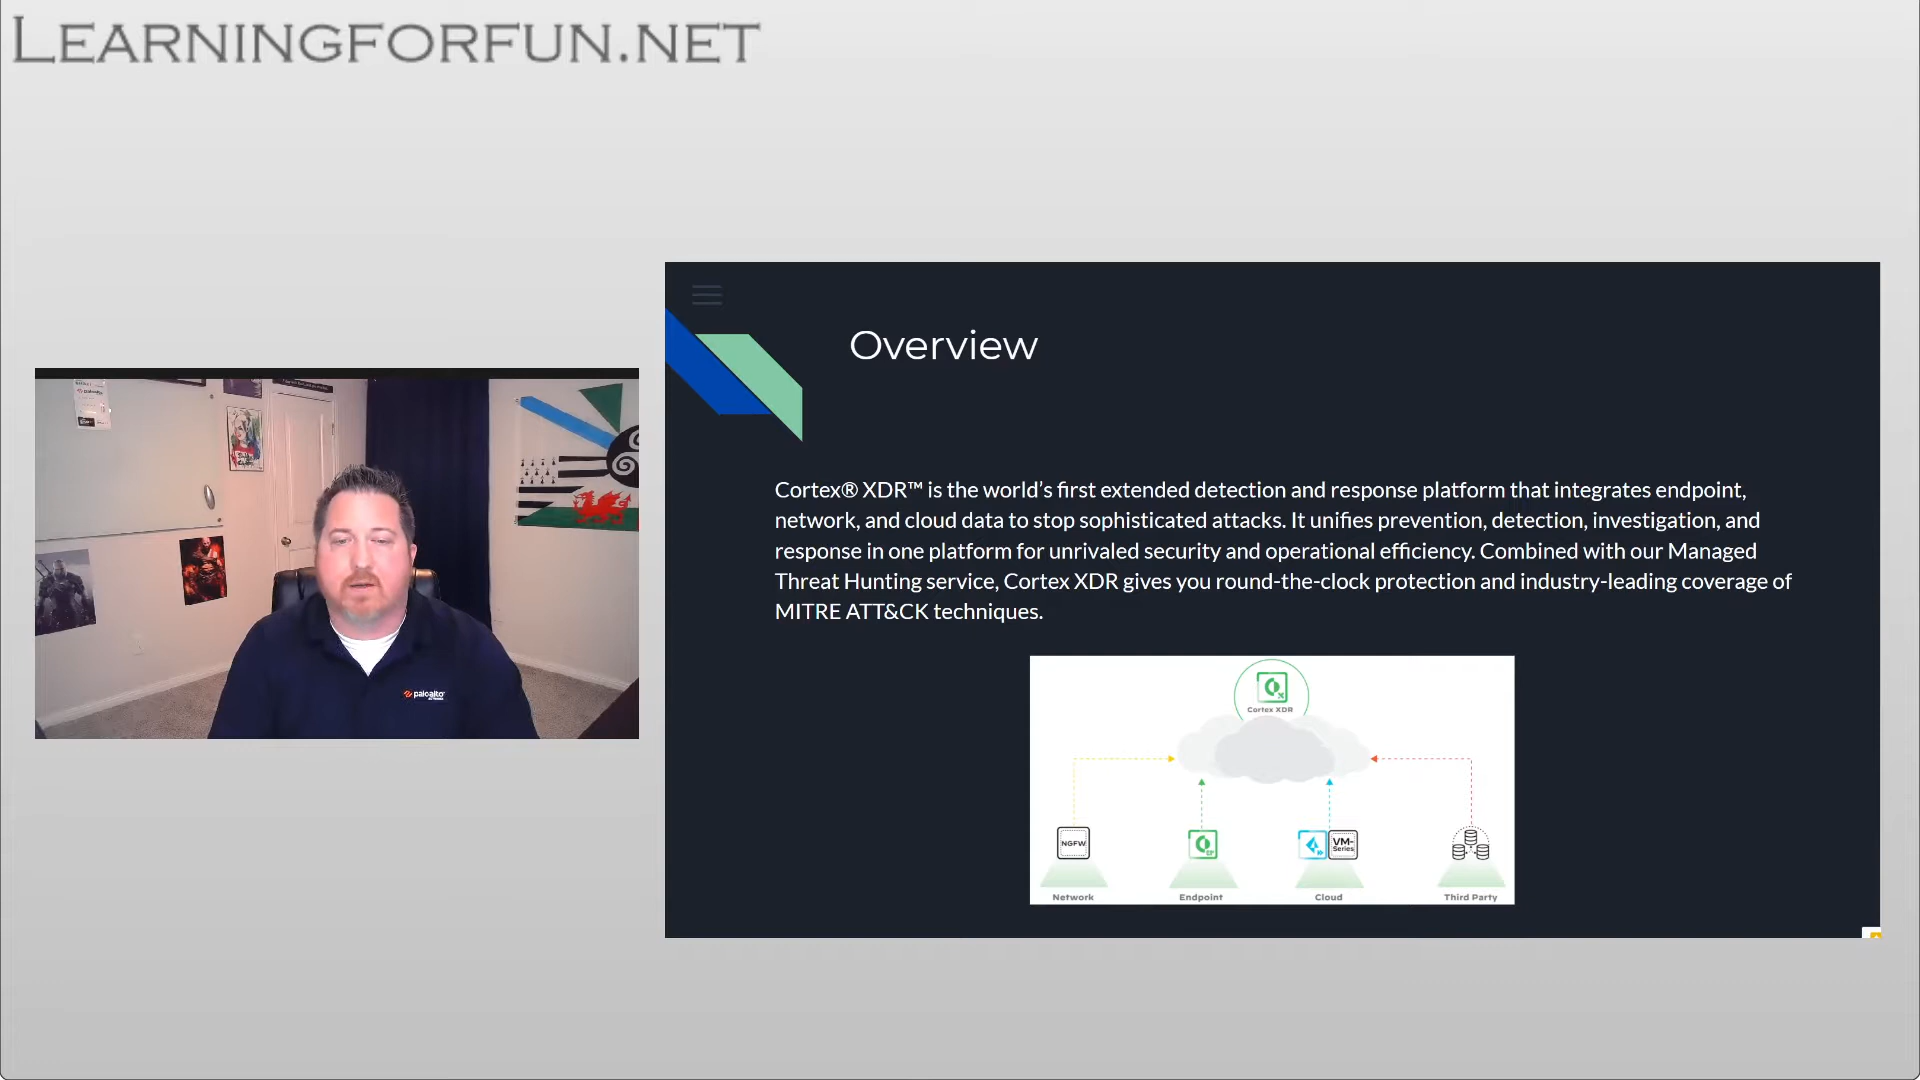 LEARNINGFORFUN.NET
Overview
Cortex® XDR™ is the world’s first extended detection and response platform that integrates endpoint,
network, and cloud data to stop sophisticated attacks. It unifies prevention, detection, investigation, and
response in one platform for unrivaled security and operational efficiency. Combined with our Managed
Threat Hunting service, Cortex XDR gives you round-the-clock protection and industry-leading coverage of
MITRE ATT&CK techniques.
Cortex XDR
NGFW
VM-
Series
Network
Endpoint
Cloud
Third Party
paloalto